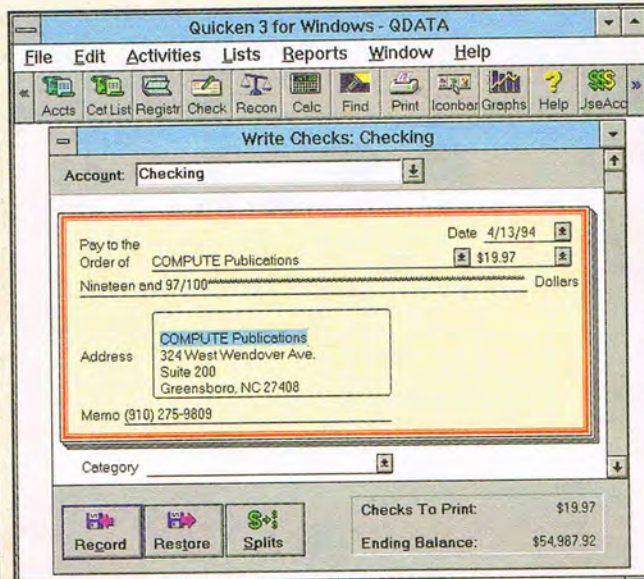 Quicken 3 for Windows - QDATA
File Edit Activities Lists Reports Window Help
Accts Cat List Registr Check Recon Calc Find Print Iconbar Graphs Help UseAcc
Write Checks: Checking
Account: Checking
Date 4/13/94
Pay to the
Order of COMPUTE Publications $19.97
Nineteen and 97/100****************************************************** Dollars
Address
COMPUTE Publications
324 West Wendover Ave.
Suite 200
Greensboro, NC 27408
Memo (910) 275-9809
Category
Record Restore Splits
Checks To Print: $19.97
Ending Balance: $54,987.92